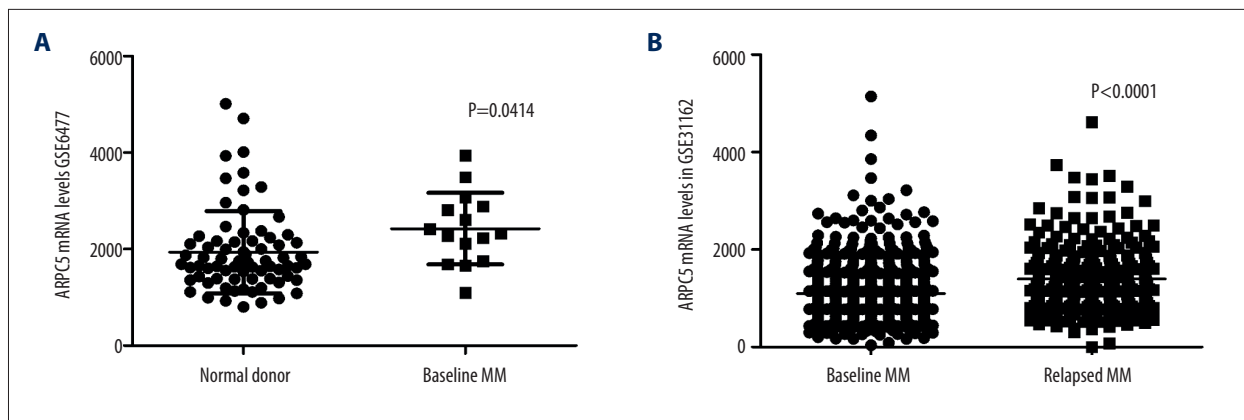 A
ARPC5 mRNA levels GSE6477
6000
4000
2000
0
P=0.0414
Normal donor
Baseline MM
B
ARPC5 mRNA levels in GSE31162
6000
4000
2000
0
P<0.0001
Baseline MM
Relapsed MM